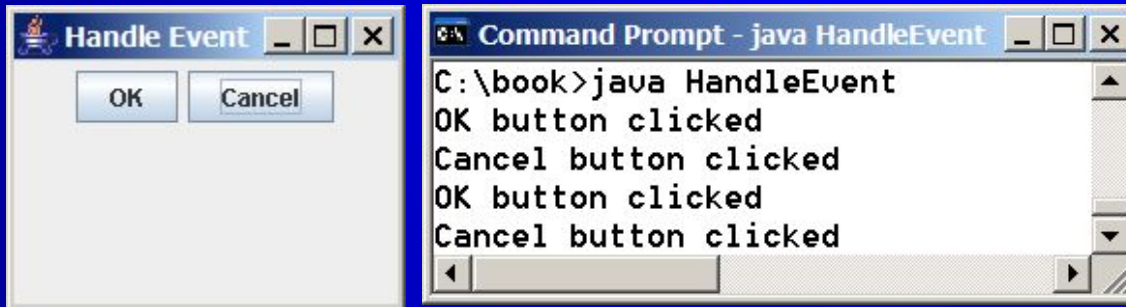 Handle Event
OK Cancel
C:\ Command Prompt - java HandleEvent
C:\book>java HandleEvent
OK button clicked
Cancel button clicked
OK button clicked
Cancel button clicked